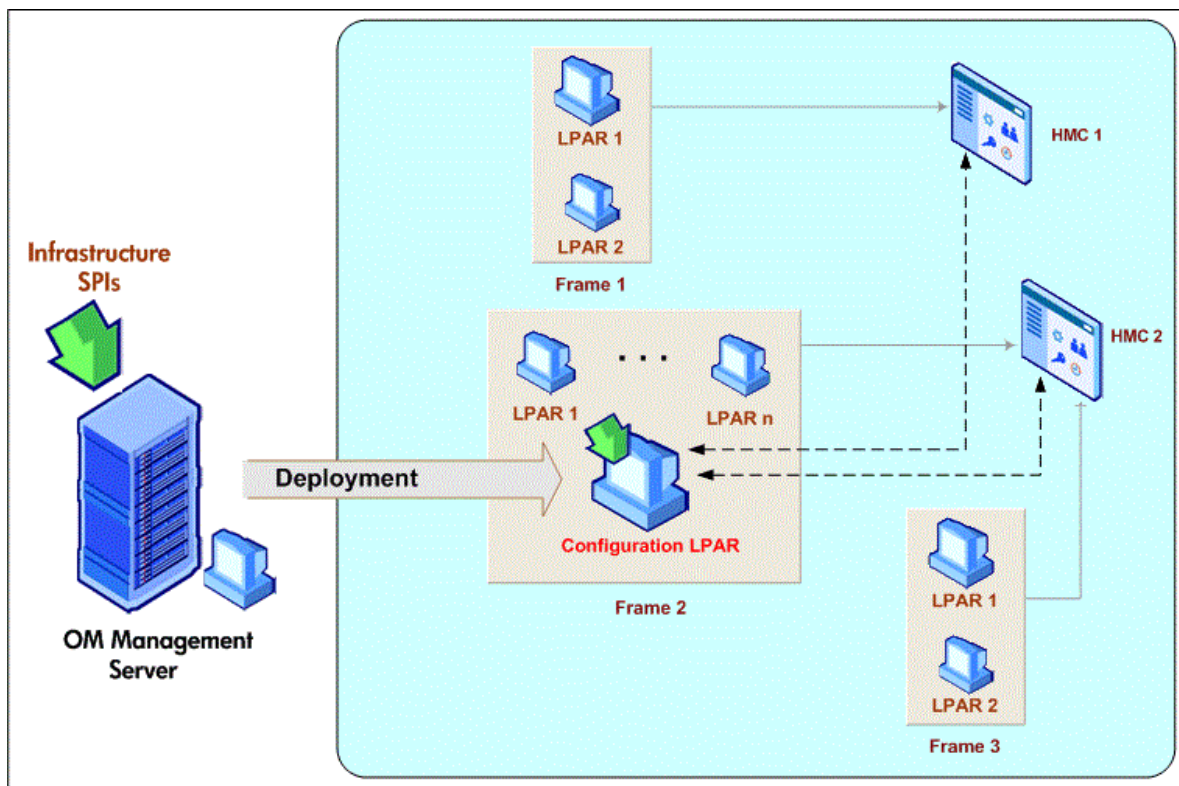 Infrastructure
SPIs
OM Management
Server
Deployment
LPAR 1
LPAR 2
Frame 1
HMC 1
LPAR 1
. . .
LPAR n
Configuration LPAR
Frame 2
HMC 2
LPAR 1
LPAR 2
Frame 3